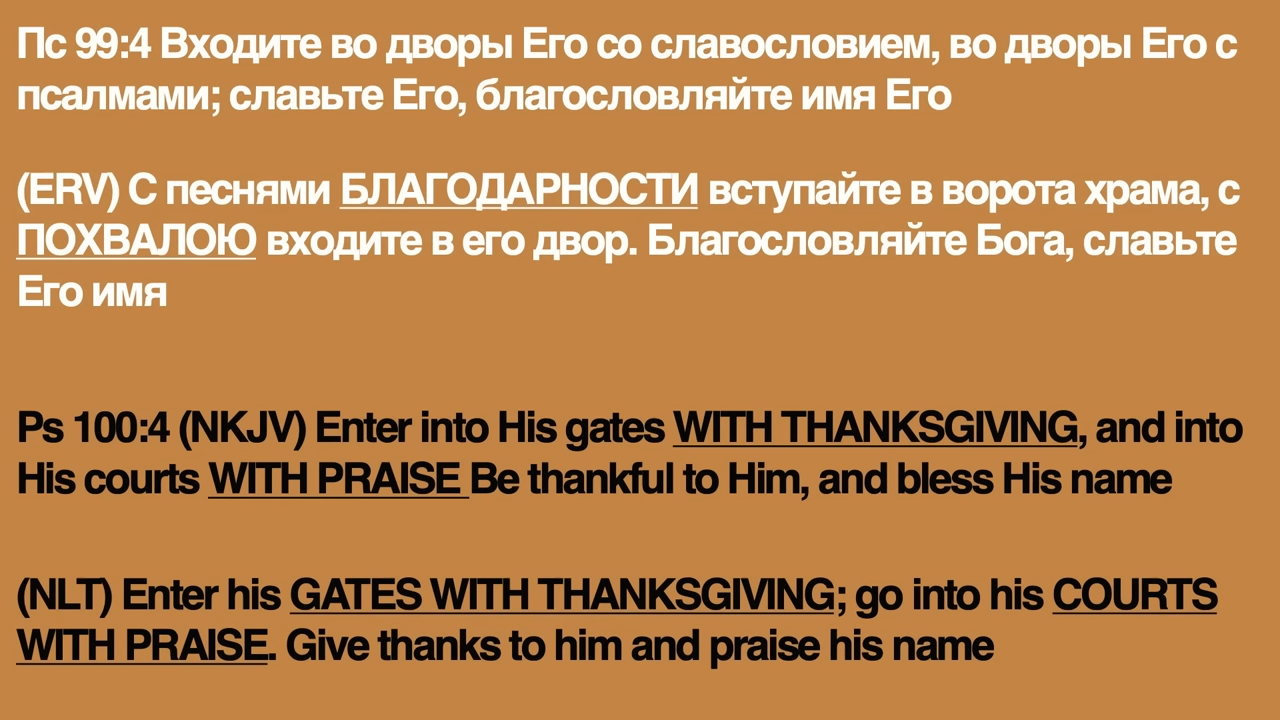 Пс 99:4 Входите во дворы Его со славословием, во дворы Его с
псалмами; славьте Его, благословляйте имя Его
(ERV) С песнями БЛАГОДАРНОСТИ вступайте в ворота храма, с
ПОХВАЛОЮ входите в его двор. Благословляйте Бога, славьте
Его имя
Ps 100:4 (NKJV) Enter into His gates WITH THANKSGIVING, and into
His courts WITH PRAISE Be thankful to Him, and bless His name
(NLT) Enter his GATES WITH THANKSGIVING; go into his COURTS
WITH PRAISE. Give thanks to him and praise his name